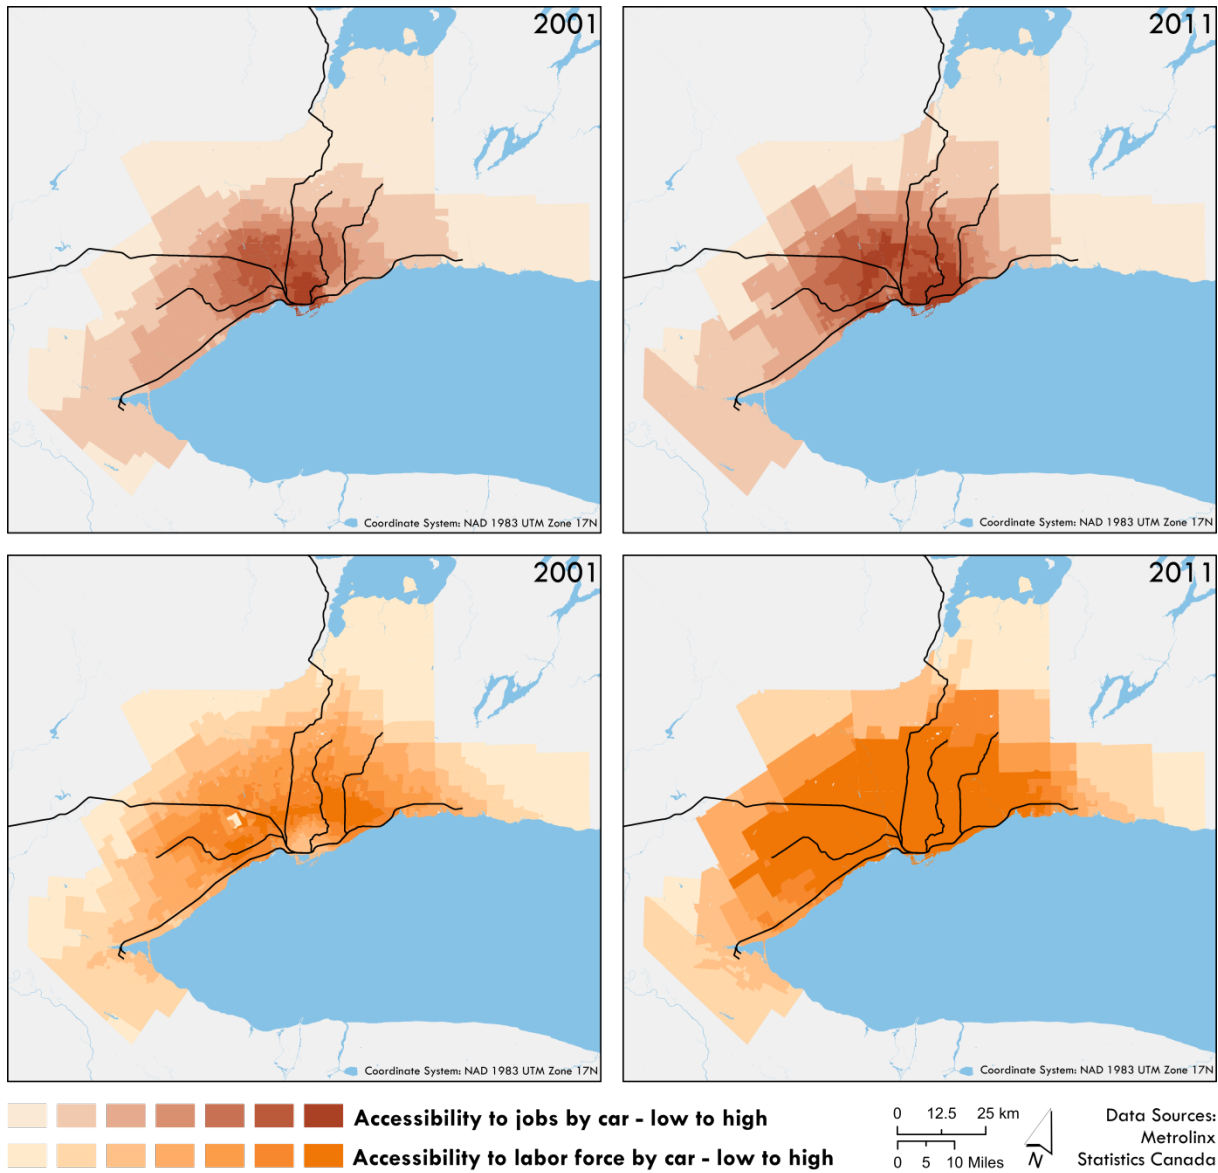 2001
2011
Coordinate System: NAD 1983 UTM Zone 17N
Coordinate System: NAD 1983 UTM Zone 17N
2001
2011
Coordinate System: NAD 1983 UTM Zone 17N
Coordinate System: NAD 1983 UTM Zone 17N
Accessibility to jobs by car - low to high
Accessibility to labor force by car - low to high
0 12.5 25 km
0 5 10 Miles
N
Data Sources:
Metrolinx
Statistics Canada